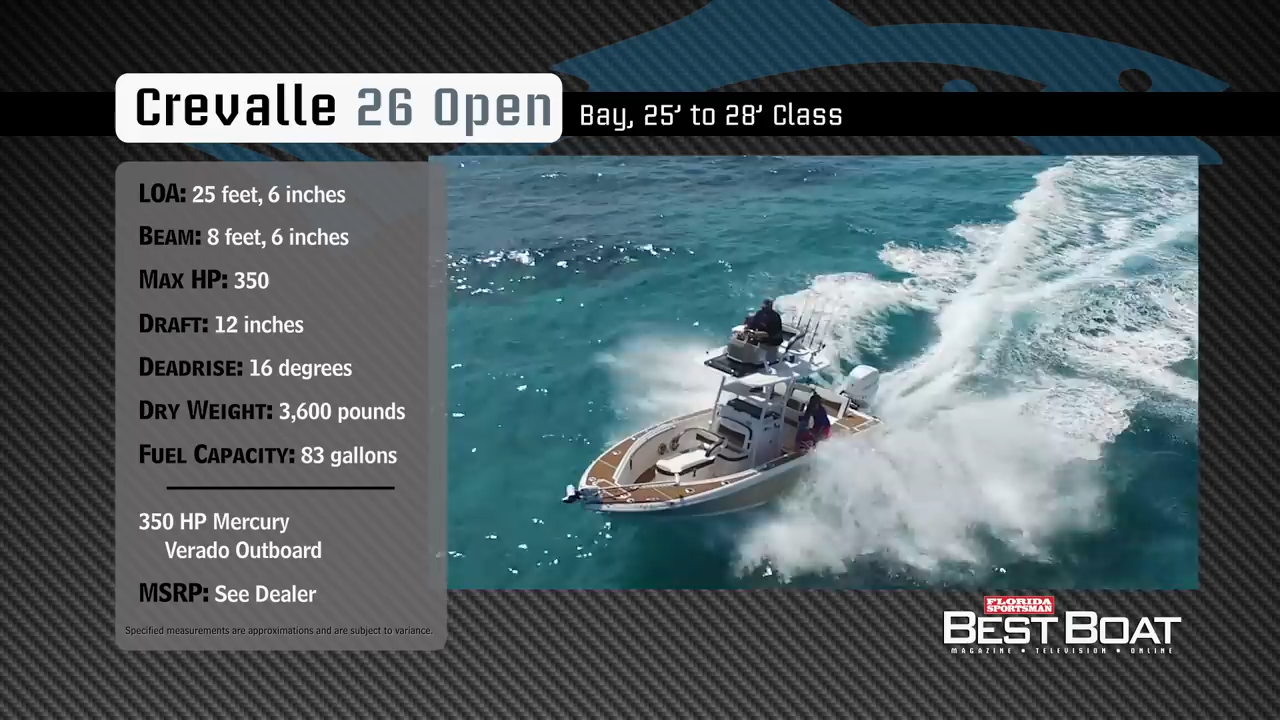 Crevalle 26 Open
Bay, 25' to 28' Class
LOA: 25 feet, 6 inches
BEAM: 8 feet, 6 inches
MAX HP: 350
DRAFT: 12 inches
DEADRISE: 16 degrees
DRY WEIGHT: 3,600 pounds
FUEL CAPACITY: 83 gallons
350 HP Mercury
Verado Outboard
MSRP: See Dealer
Specified measurements are approximations and are subject to variance.
FLORIDA
SPORTSMAN
BEST BOAT
MAGAZINE • TELEVISION • ONLINE